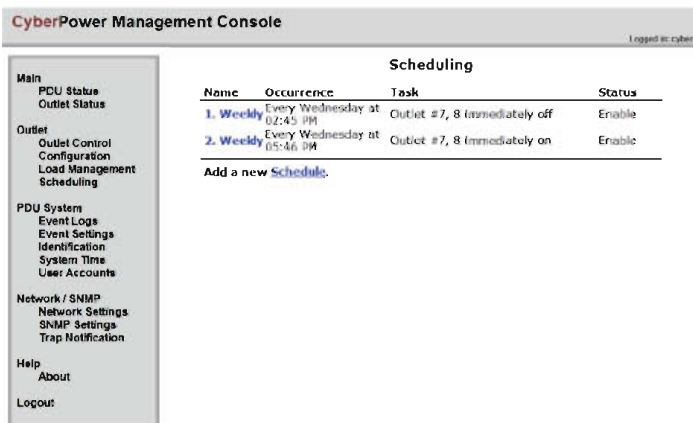 CyberPower Management Console
Logged in: cyber
Main
PDU Status
Outlet Status
Outlet
Outlet Control
Configuration
Load Management
Scheduling
PDU System
Event Logs
Event Settings
Identification
System Time
User Accounts
Network / SNMP
Network Settings
SNMP Settings
Trap Notification
Help
About
Logout
Scheduling
Name Occurrence Task Status
1. Weekly Every Wednesday at 02:45 PM Outlet #7, 8 immediately off Enable
2. Weekly Every Wednesday at 05:46 PM Outlet #7, 8 immediately on Enable
Add a new Schedule.